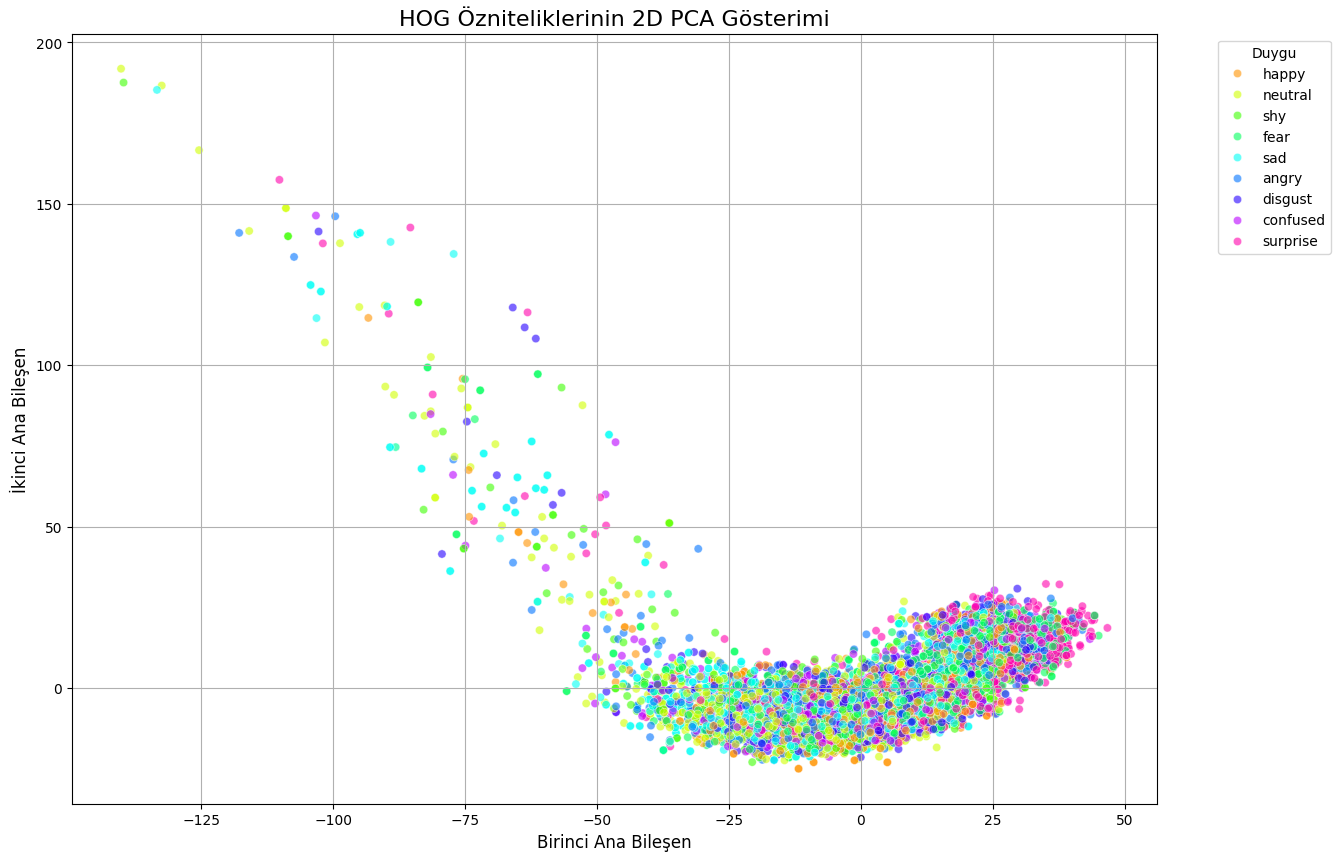 HOG Özniteliklerinin 2D PCA Gösterimi
Duygu
happy
neutral
shy
fear
sad
angry
disgust
confused
surprise
İkinci Ana Bileşen
200
150
100
50
0
−125
−100
−75
−50
−25
0
25
50
Birinci Ana Bileşen